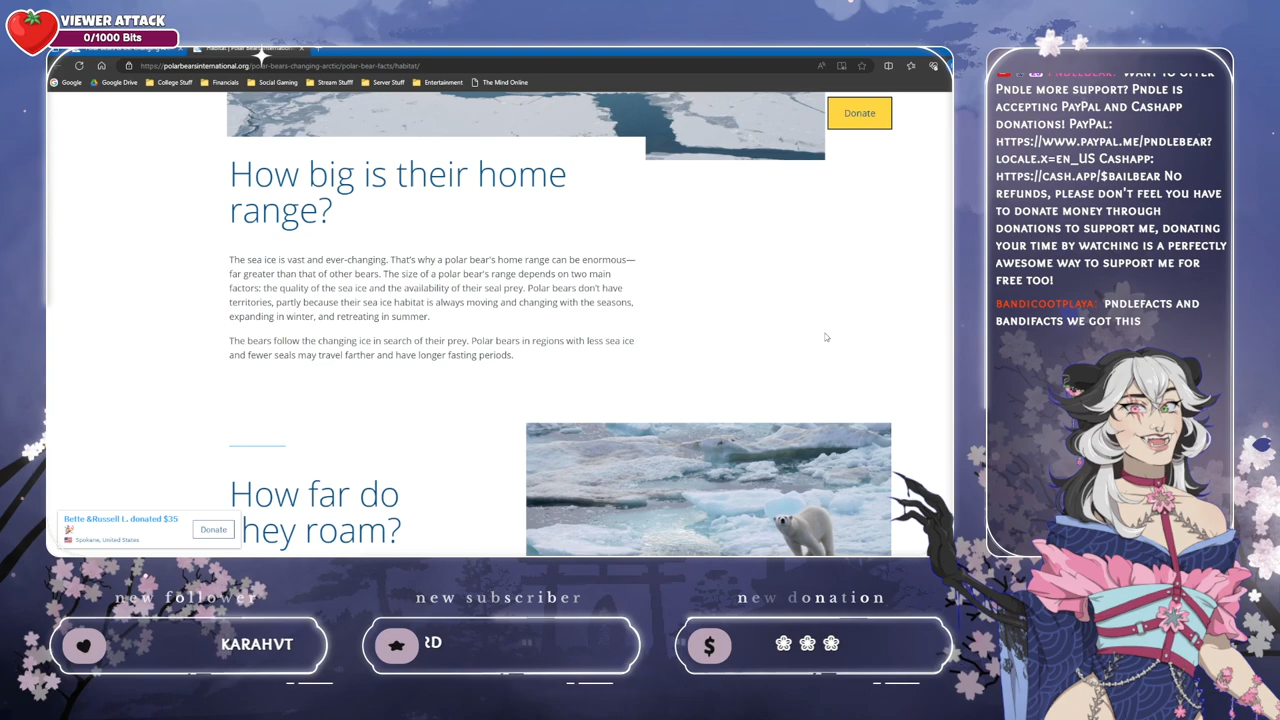 VIEWER ATTACK
0/1000 Bits
https://polarbearsinternational.org/polar-bears-changing-arctic/polar-bear-facts/habitat/
Google
Google Drive
College Stuff
Financials
Social Gaming
Stream Stufff
Server Stuff
Entertainment
The Mind Online
Donate
How big is their home
range?
The sea ice is vast and ever-changing. That's why a polar bear's home range can be enormous—
far greater than that of other bears. The size of a polar bear's range depends on two main
factors: the quality of the sea ice and the availability of their seal prey. Polar bears don't have
territories, partly because their sea ice habitat is always moving and changing with the seasons,
expanding in winter, and retreating in summer.
The bears follow the changing ice in search of their prey. Polar bears in regions with less sea ice
and fewer seals may travel farther and have longer fasting periods.
How far do
they roam?
Bette &Russell L. donated $35
Spokane, United States
Donate
PNDLEBEAR: WANT TO OFFER
PNDLE MORE SUPPORT? PNDLE IS
ACCEPTING PAYPAL AND CASHAPP
DONATIONS! PAYPAL:
HTTPS://WWW.PAYPAL.ME/PNDLEBEAR?
LOCALE.X=EN_US CASHAPP:
HTTPS://CASH.APP/$BAILBEAR NO
REFUNDS, PLEASE DON'T FEEL YOU HAVE
TO DONATE MONEY THROUGH
DONATIONS TO SUPPORT ME, DONATING
YOUR TIME BY WATCHING IS A PERFECTLY
AWESOME WAY TO SUPPORT ME FOR
FREE TOO!
BANDICOOTPLAYA: PNDLEFACTS AND
BANDIFACTS WE GOT THIS
new follower
KARAHVT
new subscriber
RD
new donation
$